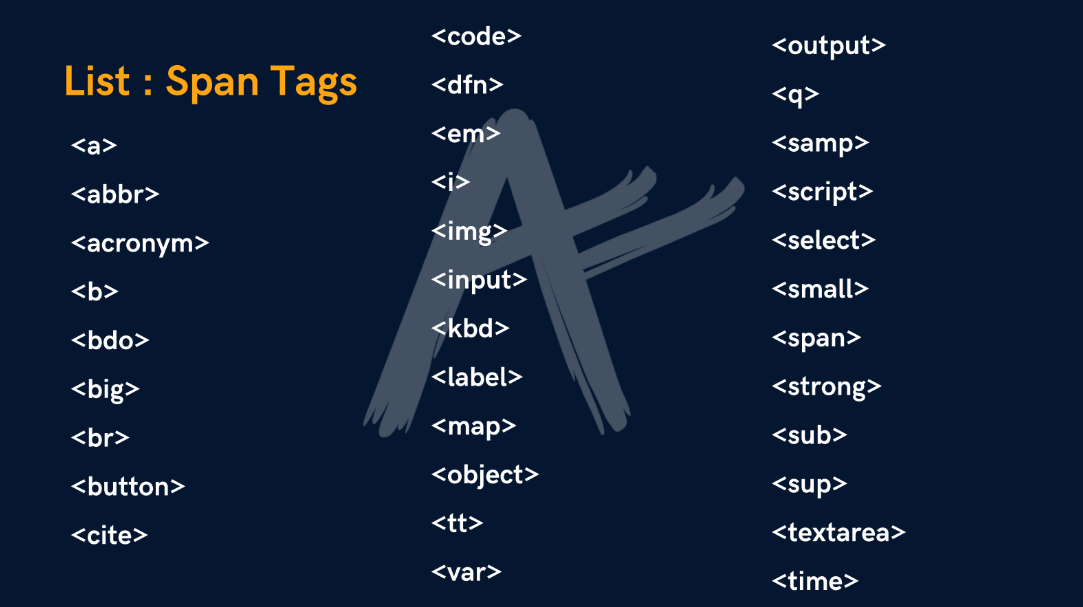 List : Span Tags
<a>
<abbr>
<acronym>
<b>
<bdo>
<big>
<br>
<button>
<cite>
<code>
<dfn>
<em>
<i>
<img>
<input>
<kbd>
<label>
<map>
<object>
<tt>
<var>
<output>
<q>
<samp>
<script>
<select>
<small>
<span>
<strong>
<sub>
<sup>
<textarea>
<time>